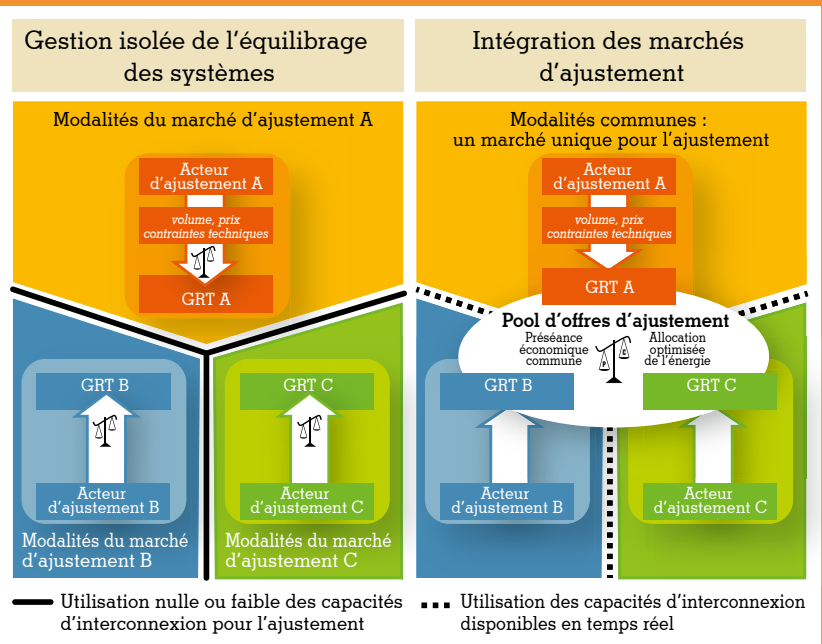 Gestion isolée de l'équilibrage
des systèmes
Modalités du marché d'ajustement A
Acteur
d'ajustement A
volume, prix
contraintes techniques
GRT A
GRT B
Acteur
d'ajustement B
Modalités du marché
d'ajustement B
GRT C
Acteur
d'ajustement C
Modalités du marché
d'ajustement C
Utilisation nulle ou faible des capacités
d'interconnexion pour l'ajustement
Intégration des marchés
d'ajustement
Modalités communes :
un marché unique pour l'ajustement
Acteur
d'ajustement A
volume, prix
contraintes techniques
GRT A
Pool d'offres d'ajustement
Préséance
économique
commune
P C
Allocation
optimisée
de l'énergie
GRT B
Acteur
d'ajustement B
GRT C
Acteur
d'ajustement C
Utilisation des capacités d'interconnexion
disponibles en temps réel